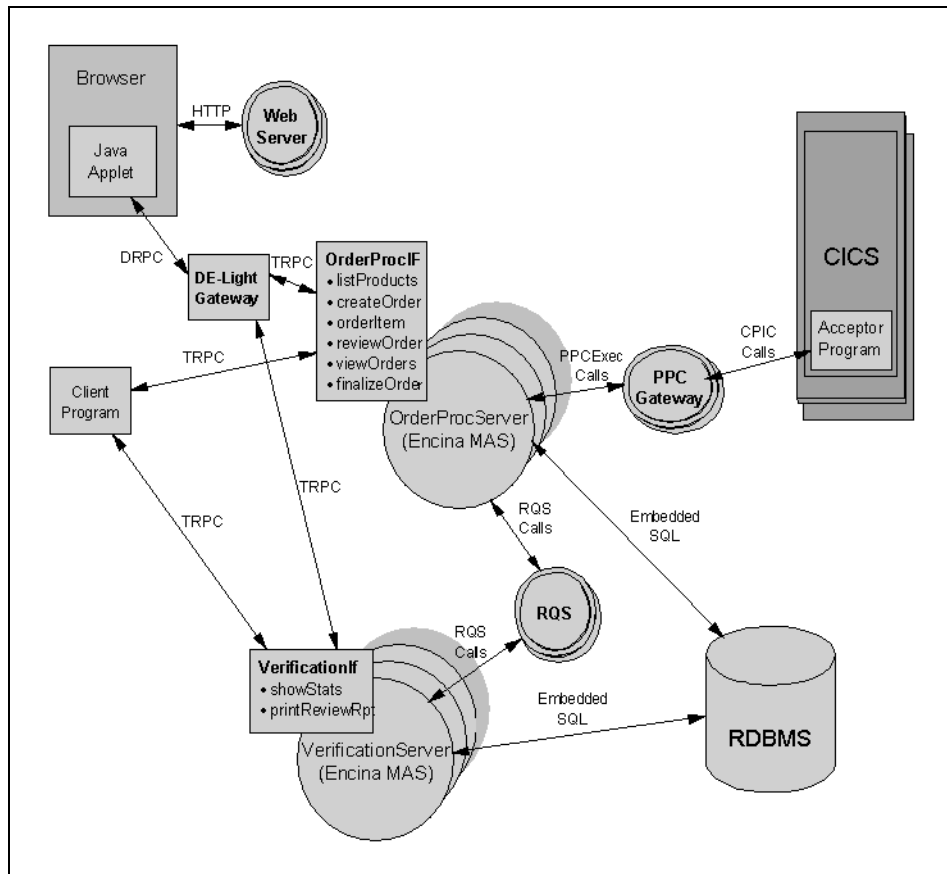 Browser
HTTP
Web
Server
Java
Applet
CICS
DRPC
TRPC
DE-Light
Gateway
OrderProcIF
• listProducts
• createOrder
• orderItem
• reviewOrder
• viewOrders
• finalizeOrder
Acceptor
Program
CPIC
Calls
PPCExec
Calls
PPC
Gateway
TRPC
Client
Program
OrderProcServer
(Encina MAS)
TRPC
TRPC
RQS
Calls
Embedded
SQL
RQS
RQS
Calls
VerificationIf
• showStats
• printReviewRpt
Embedded
SQL
VerificationServer
(Encina MAS)
RDBMS